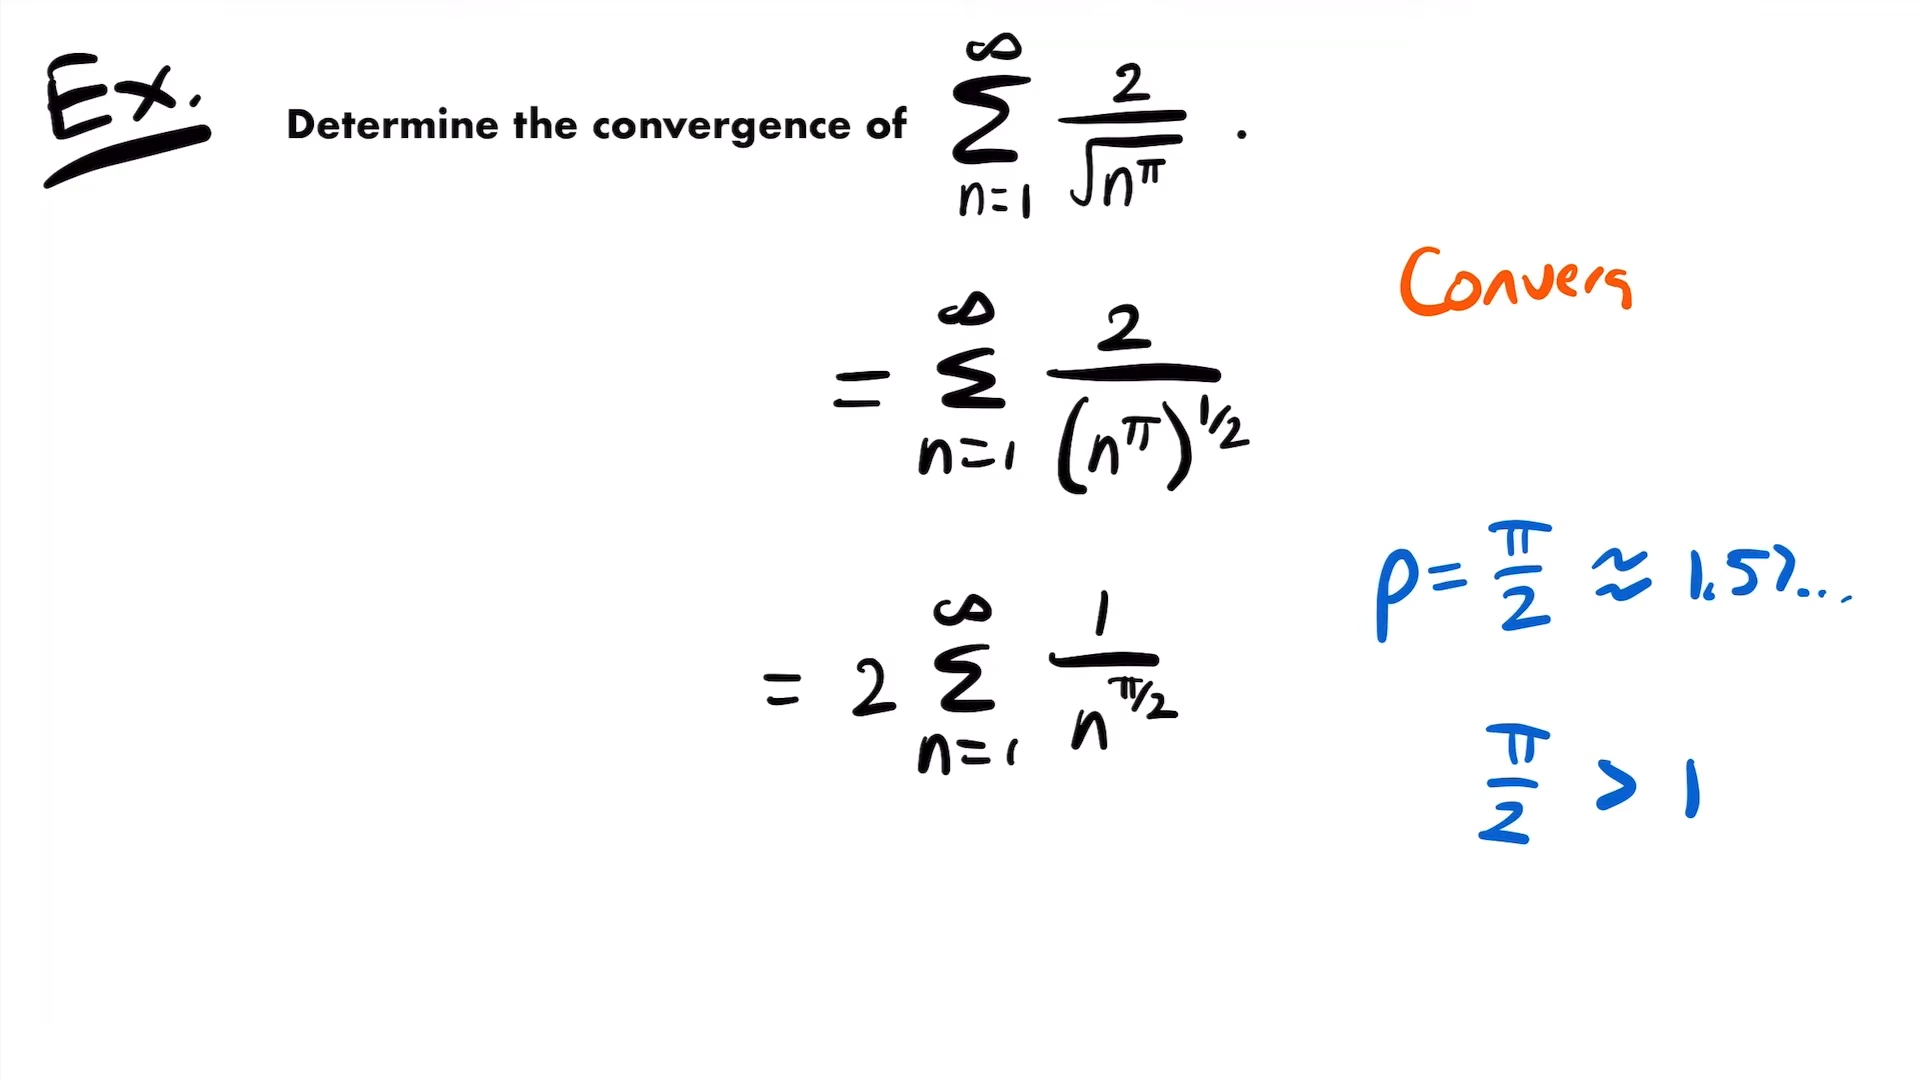 Ex. Determine the convergence of ∞ ∑ n=1 2/√n^π .
Converg
= ∞ ∑ n=1 2/(n^π)^1/2
p = π/2 ≈ 1.57...
= 2 ∞ ∑ n=1 1/n^π/2
π/2 > 1